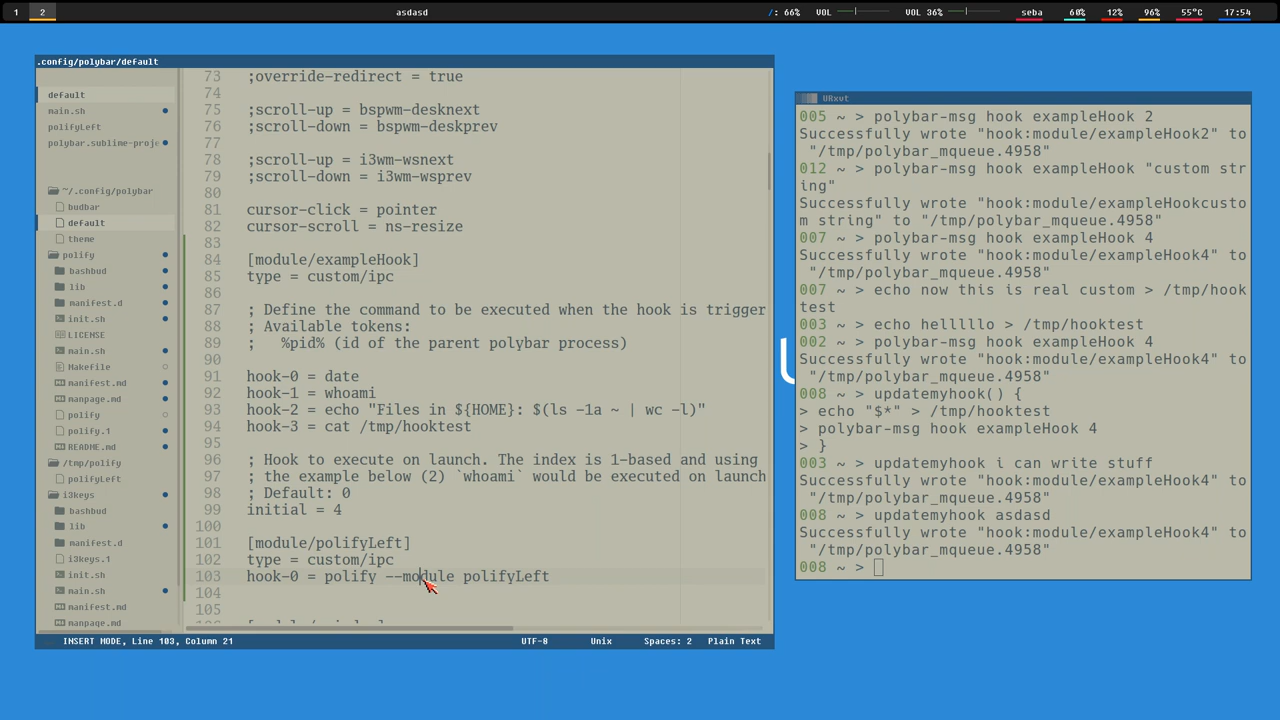 1 2 asdasd /: 66% VOL VOL 36% seba 60% 12% 96% 55°C 17:54
.config/polybar/default
default
main.sh
polifyLeft
polybar.sublime-proje
~/.config/polybar
budbar
default
theme
polify
bashbud
lib
manifest.d
init.sh
LICENSE
main.sh
Makefile
manifest.md
manpage.md
polify
polify.1
README.md
/tmp/polify
polifyLeft
i3keys
bashbud
lib
manifest.d
i3keys.1
init.sh
main.sh
manifest.md
manpage.md
73 ;override-redirect = true
74
75 ;scroll-up = bspwm-desknext
76 ;scroll-down = bspwm-deskprev
77
78 ;scroll-up = i3wm-wsnext
79 ;scroll-down = i3wm-wsprev
80
81 cursor-click = pointer
82 cursor-scroll = ns-resize
83
84 [module/exampleHook]
85 type = custom/ipc
86
87 ; Define the command to be executed when the hook is trigger
88 ; Available tokens:
89 ;   %pid% (id of the parent polybar process)
90
91 hook-0 = date
92 hook-1 = whoami
93 hook-2 = echo "Files in ${HOME}: $(ls -1a ~ | wc -l)"
94 hook-3 = cat /tmp/hooktest
95
96 ; Hook to execute on launch. The index is 1-based and using
97 ; the example below (2) `whoami` would be executed on launch
98 ; Default: 0
99 initial = 4
100
101 [module/polifyLeft]
102 type = custom/ipc
103 hook-0 = polify --module polifyLeft
104
105
INSERT MODE, Line 103, Column 21 UTF-8 Unix Spaces: 2 Plain Text
URxvt
005 ~ > polybar-msg hook exampleHook 2
Successfully wrote "hook:module/exampleHook2" to
"/tmp/polybar_mqueue.4958"
012 ~ > polybar-msg hook exampleHook "custom str
ing"
Successfully wrote "hook:module/exampleHookcusto
m string" to "/tmp/polybar_mqueue.4958"
007 ~ > polybar-msg hook exampleHook 4
Successfully wrote "hook:module/exampleHook4" to
"/tmp/polybar_mqueue.4958"
007 ~ > echo now this is real custom > /tmp/hook
test
003 ~ > echo helllllo > /tmp/hooktest
002 ~ > polybar-msg hook exampleHook 4
Successfully wrote "hook:module/exampleHook4" to
"/tmp/polybar_mqueue.4958"
008 ~ > updatemyhook() {
> echo "$*" > /tmp/hooktest
> polybar-msg hook exampleHook 4
> }
003 ~ > updatemyhook i can write stuff
Successfully wrote "hook:module/exampleHook4" to
"/tmp/polybar_mqueue.4958"
008 ~ > updatemyhook asdasd
Successfully wrote "hook:module/exampleHook4" to
"/tmp/polybar_mqueue.4958"
008 ~ >